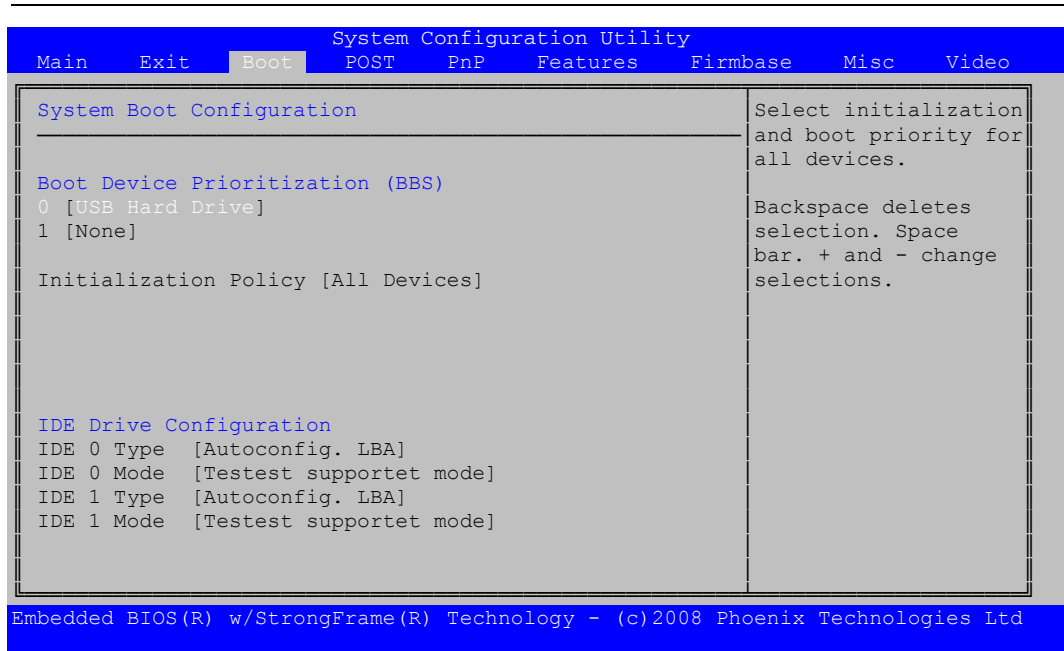 System Configuration Utility
Main Exit Boot POST PnP Features Firmbase Misc Video
System Boot Configuration
Boot Device Prioritization (BBS)
0 [USB Hard Drive]
1 [None]
Initialization Policy [All Devices]
IDE Drive Configuration
IDE 0 Type [Autoconfig. LBA]
IDE 0 Mode [Testest supportet mode]
IDE 1 Type [Autoconfig. LBA]
IDE 1 Mode [Testest supportet mode]
Select initialization
and boot priority for
all devices.
Backspace deletes
selection. Space
bar. + and - change
selections.
Embedded BIOS(R) w/StrongFrame(R) Technology - (c)2008 Phoenix Technologies Ltd